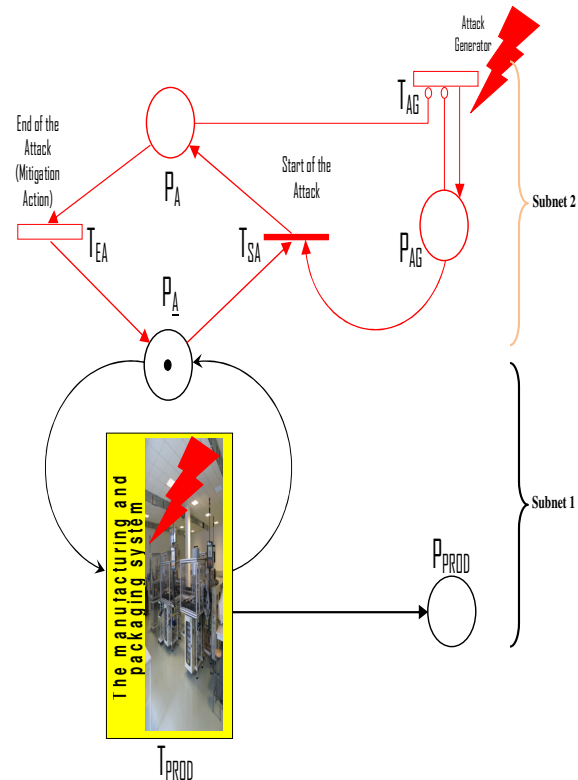 Attack
Generator
T_AG
End of the
Attack
(Mitigation
Action)
P_A
Start of the
Attack
Subnet 2
T_EA
T_SA
P_AG
P_A̲
The manufacturing and
packaging system
Subnet 1
P_PROD
T_PROD